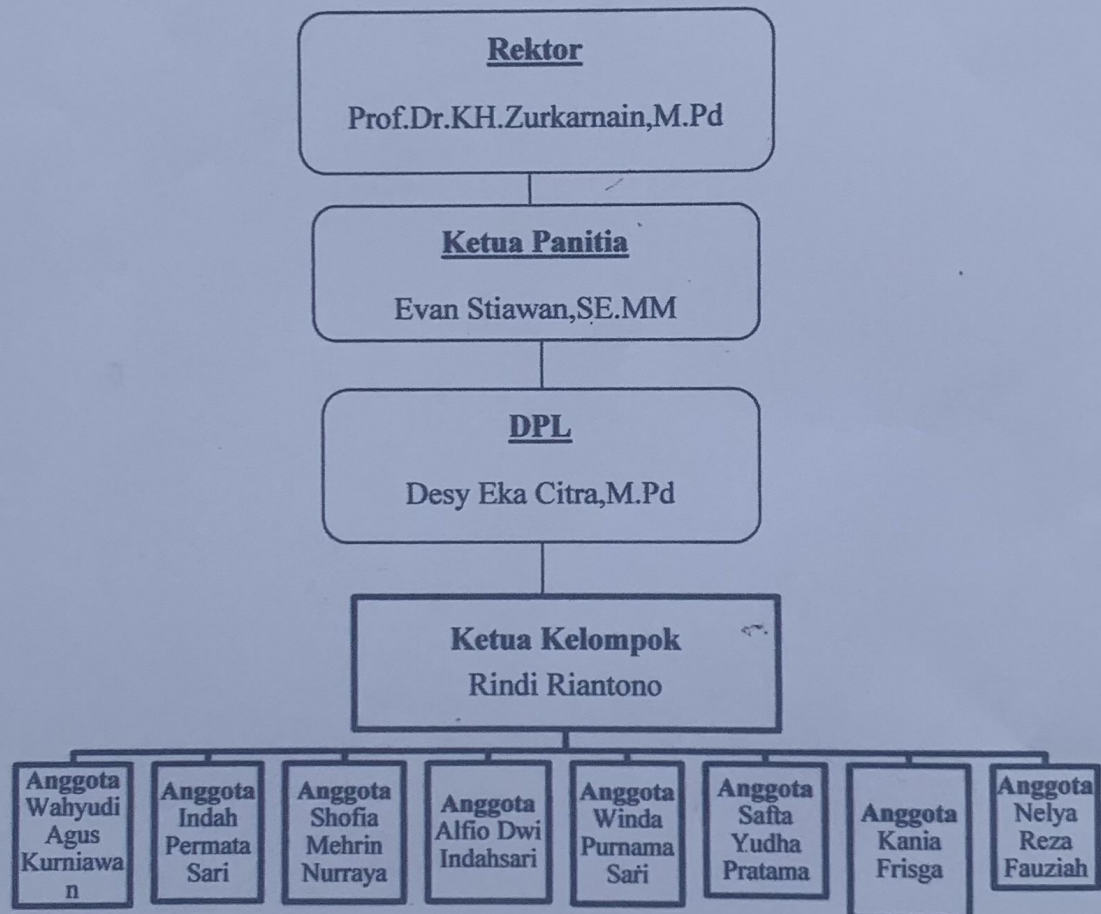 Rektor
Prof.Dr.KH.Zurkarnain,M.Pd
Ketua Panitia
Evan Stiawan,SE.MM
DPL
Desy Eka Citra,M.Pd
Ketua Kelompok
Rindi Riantono
Anggota
Wahyudi
Agus
Kurniawa
n
Anggota
Indah
Permata
Sari
Anggota
Shofia
Mehrin
Nurraya
Anggota
Alfio Dwi
Indahsari
Anggota
Winda
Purnama
Sari
Anggota
Safta
Yudha
Pratama
Anggota
Kania
Frisga
Anggota
Nelya
Reza
Fauziah